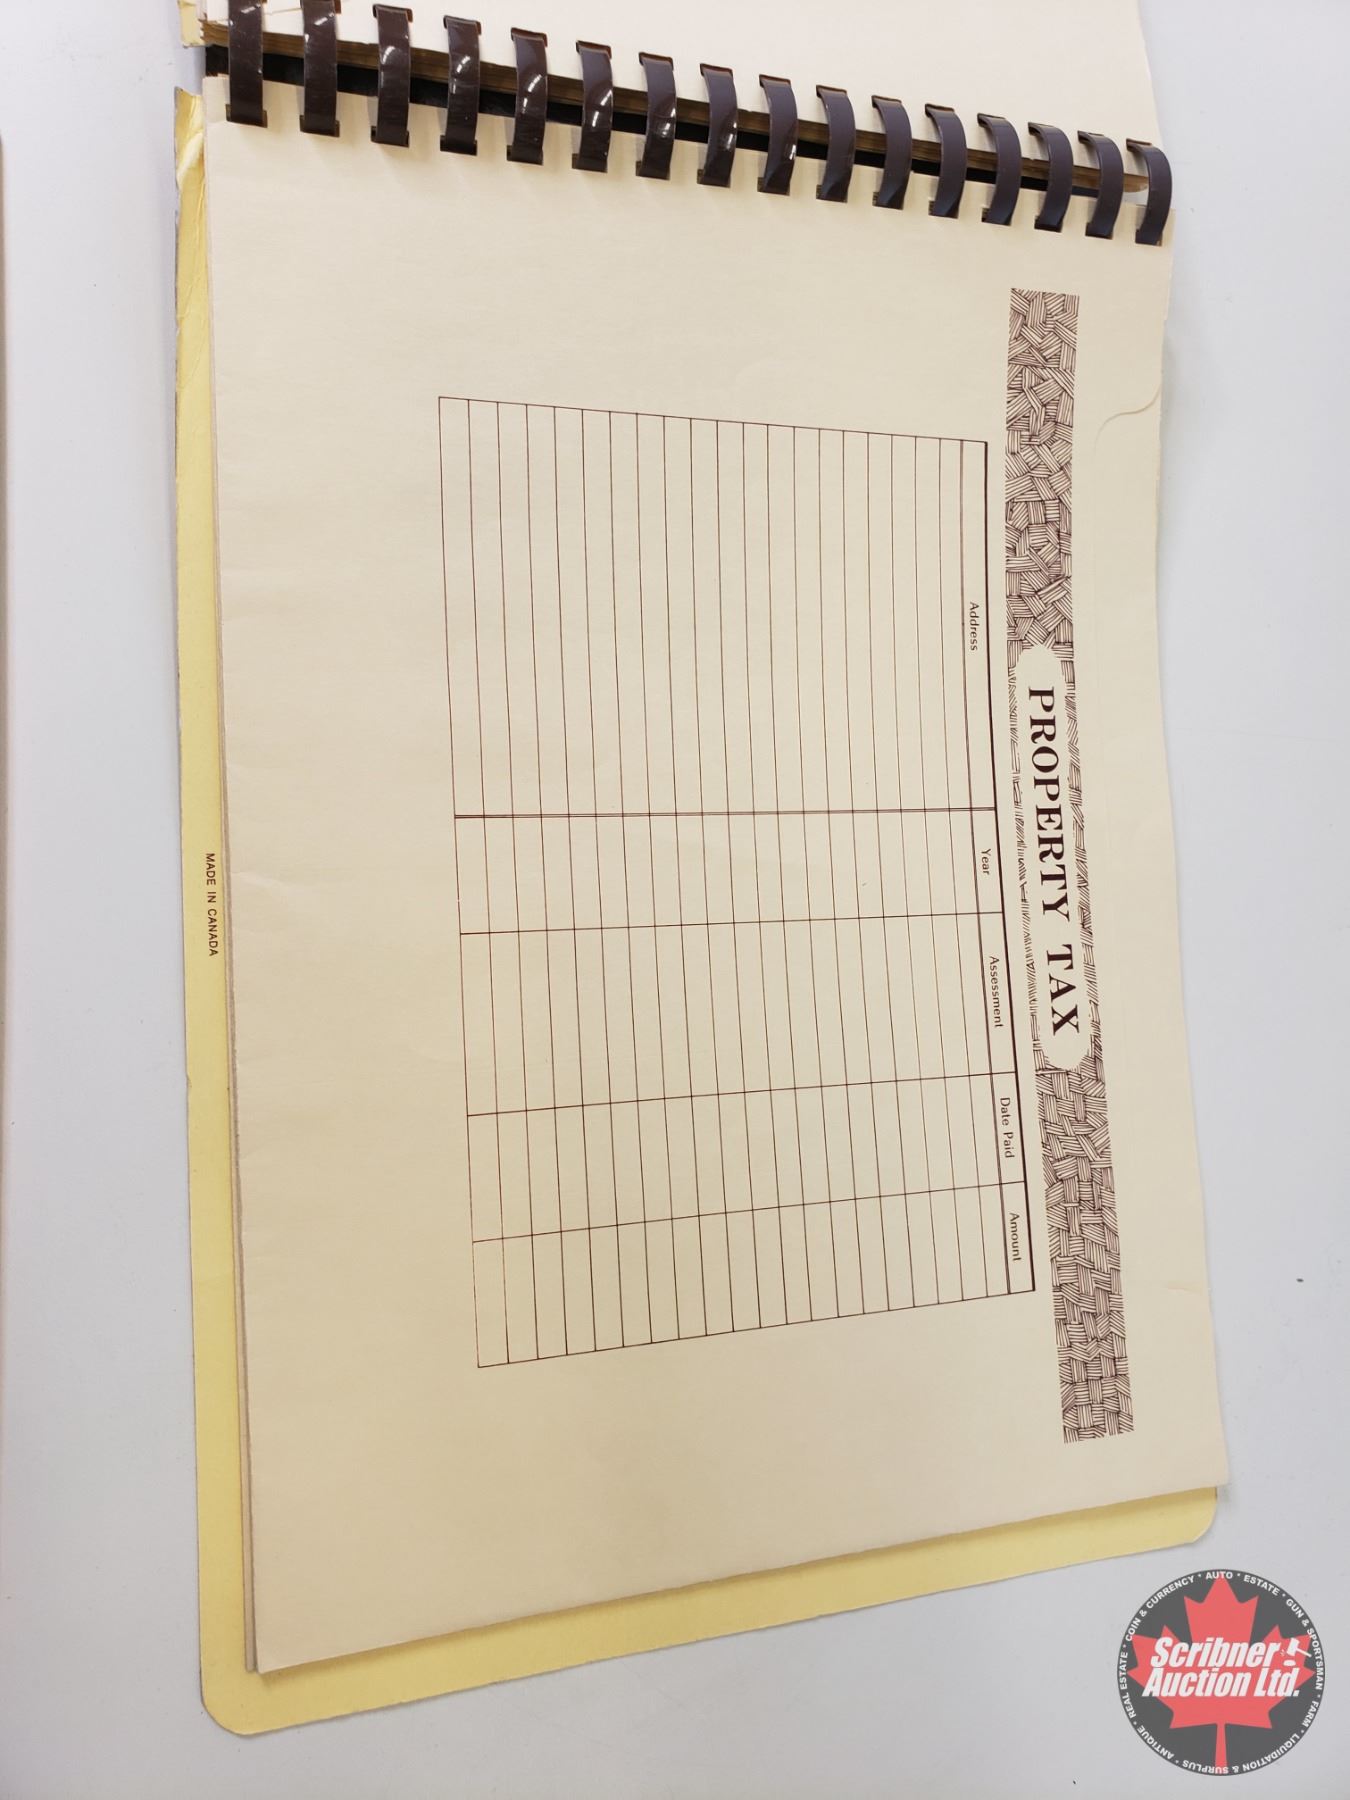 PROPERTY TAX
Address Year Assessment Date Paid Amount
MADE IN CANADA
COIN & CURRENCY * AUTO * ESTATE * GUN & SPORTSMAN * FARM * LIQUIDATION & SURPLUS * ANTIQUE * REAL ESTATE *
Scribner
Auction Ltd.